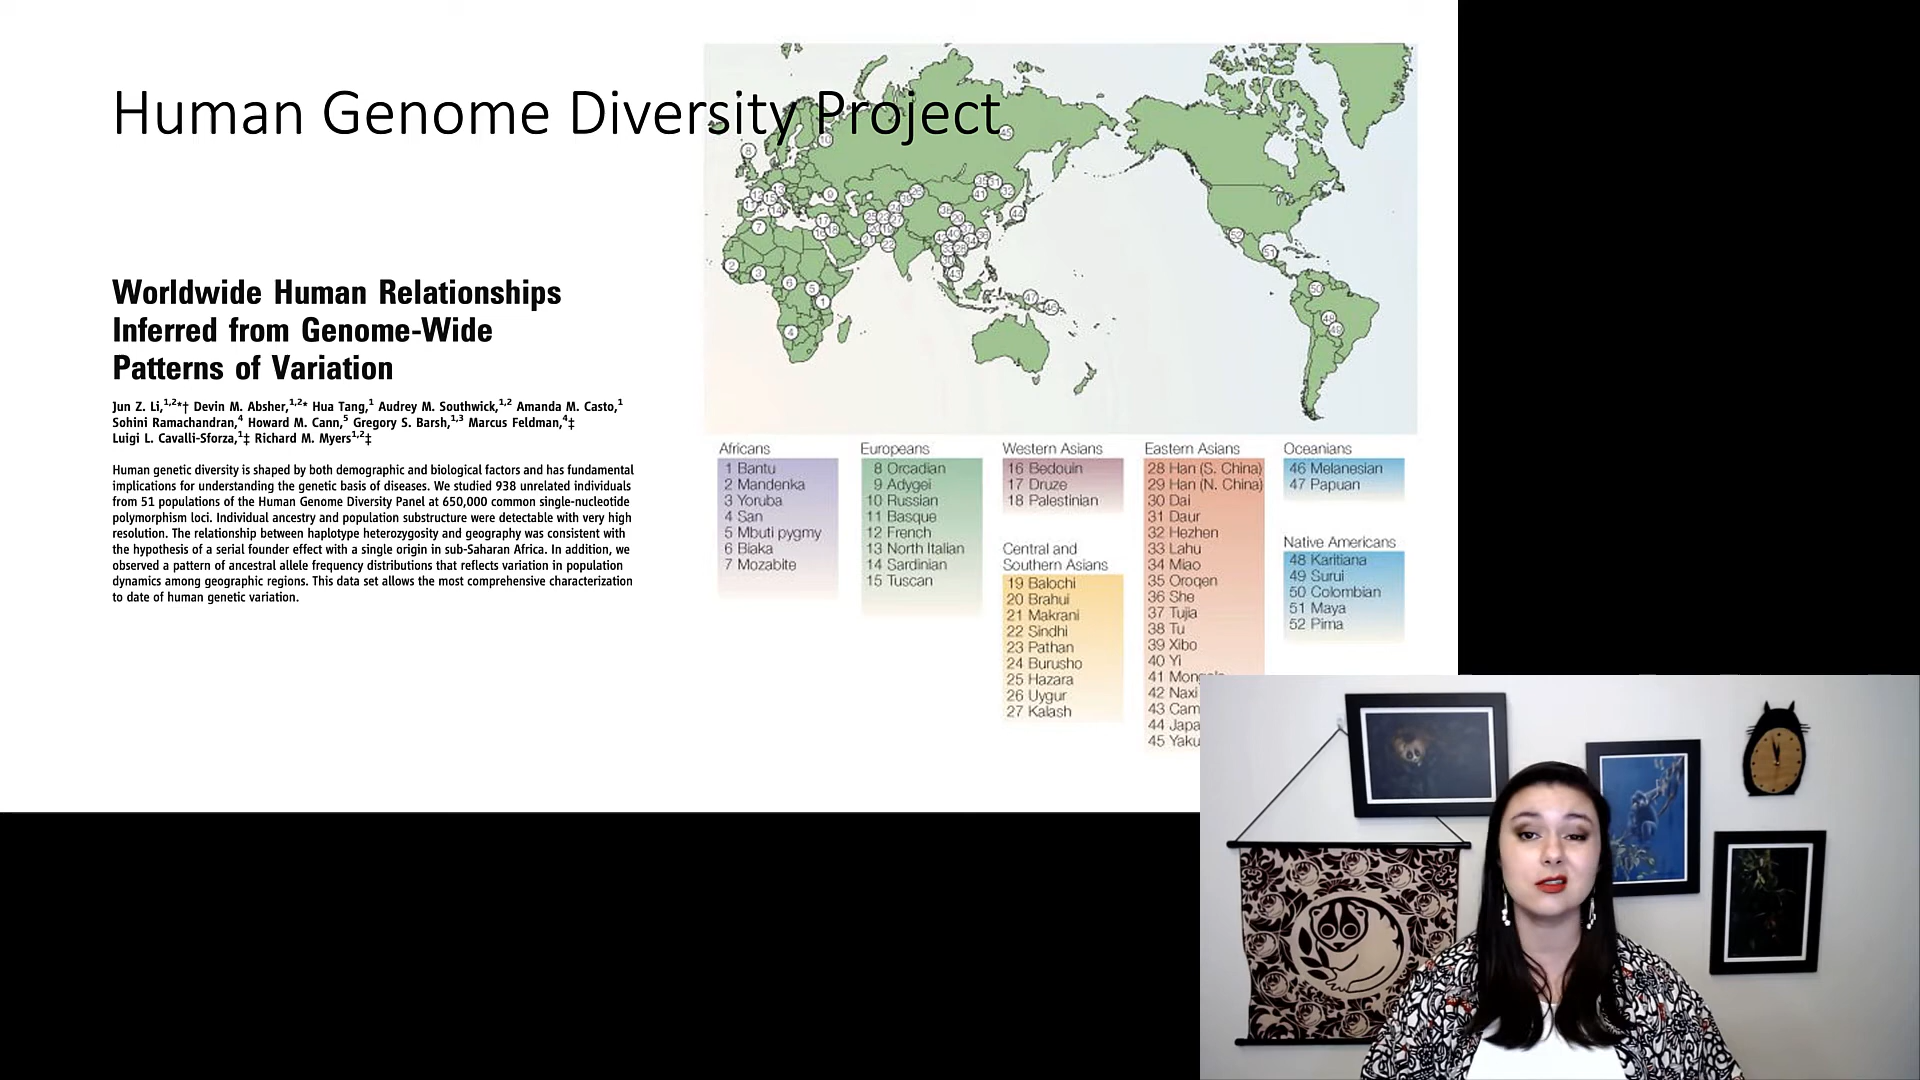 Human Genome Diversity Project
Worldwide Human Relationships
Inferred from Genome-Wide
Patterns of Variation
Jun Z. Li,1,2*† Devin M. Absher,1,2* Hua Tang,1 Audrey M. Southwick,1,2 Amanda M. Casto,1
Sohini Ramachandran,4 Howard M. Cann,5 Gregory S. Barsh,1,3 Marcus Feldman,4‡
Luigi L. Cavalli-Sforza,1‡ Richard M. Myers1,2‡
Human genetic diversity is shaped by both demographic and biological factors and has fundamental
implications for understanding the genetic basis of diseases. We studied 938 unrelated individuals
from 51 populations of the Human Genome Diversity Panel at 650,000 common single-nucleotide
polymorphism loci. Individual ancestry and population substructure were detectable with very high
resolution. The relationship between haplotype heterozygosity and geography was consistent with
the hypothesis of a serial founder effect with a single origin in sub-Saharan Africa. In addition, we
observed a pattern of ancestral allele frequency distributions that reflects variation in population
dynamics among geographic regions. This data set allows the most comprehensive characterization
to date of human genetic variation.
Africans
1 Bantu
2 Mandenka
3 Yoruba
4 San
5 Mbuti pygmy
6 Biaka
7 Mozabite
Europeans
8 Orcadian
9 Adygei
10 Russian
11 Basque
12 French
13 North Italian
14 Sardinian
15 Tuscan
Western Asians
16 Bedouin
17 Druze
18 Palestinian
Central and
Southern Asians
19 Balochi
20 Brahui
21 Makrani
22 Sindhi
23 Pathan
24 Burusho
25 Hazara
26 Uygur
27 Kalash
Eastern Asians
28 Han (S. China)
29 Han (N. China)
30 Dai
31 Daur
32 Hezhen
33 Lahu
34 Miao
35 Oroqen
36 She
37 Tujia
38 Tu
39 Xibo
40 Yi
41
42 Naxi
43 Cam
44 Japa
45 Yaku
Oceanians
46 Melanesian
47 Papuan
Native Americans
48 Karitiana
49 Surui
50 Colombian
51 Maya
52 Pima